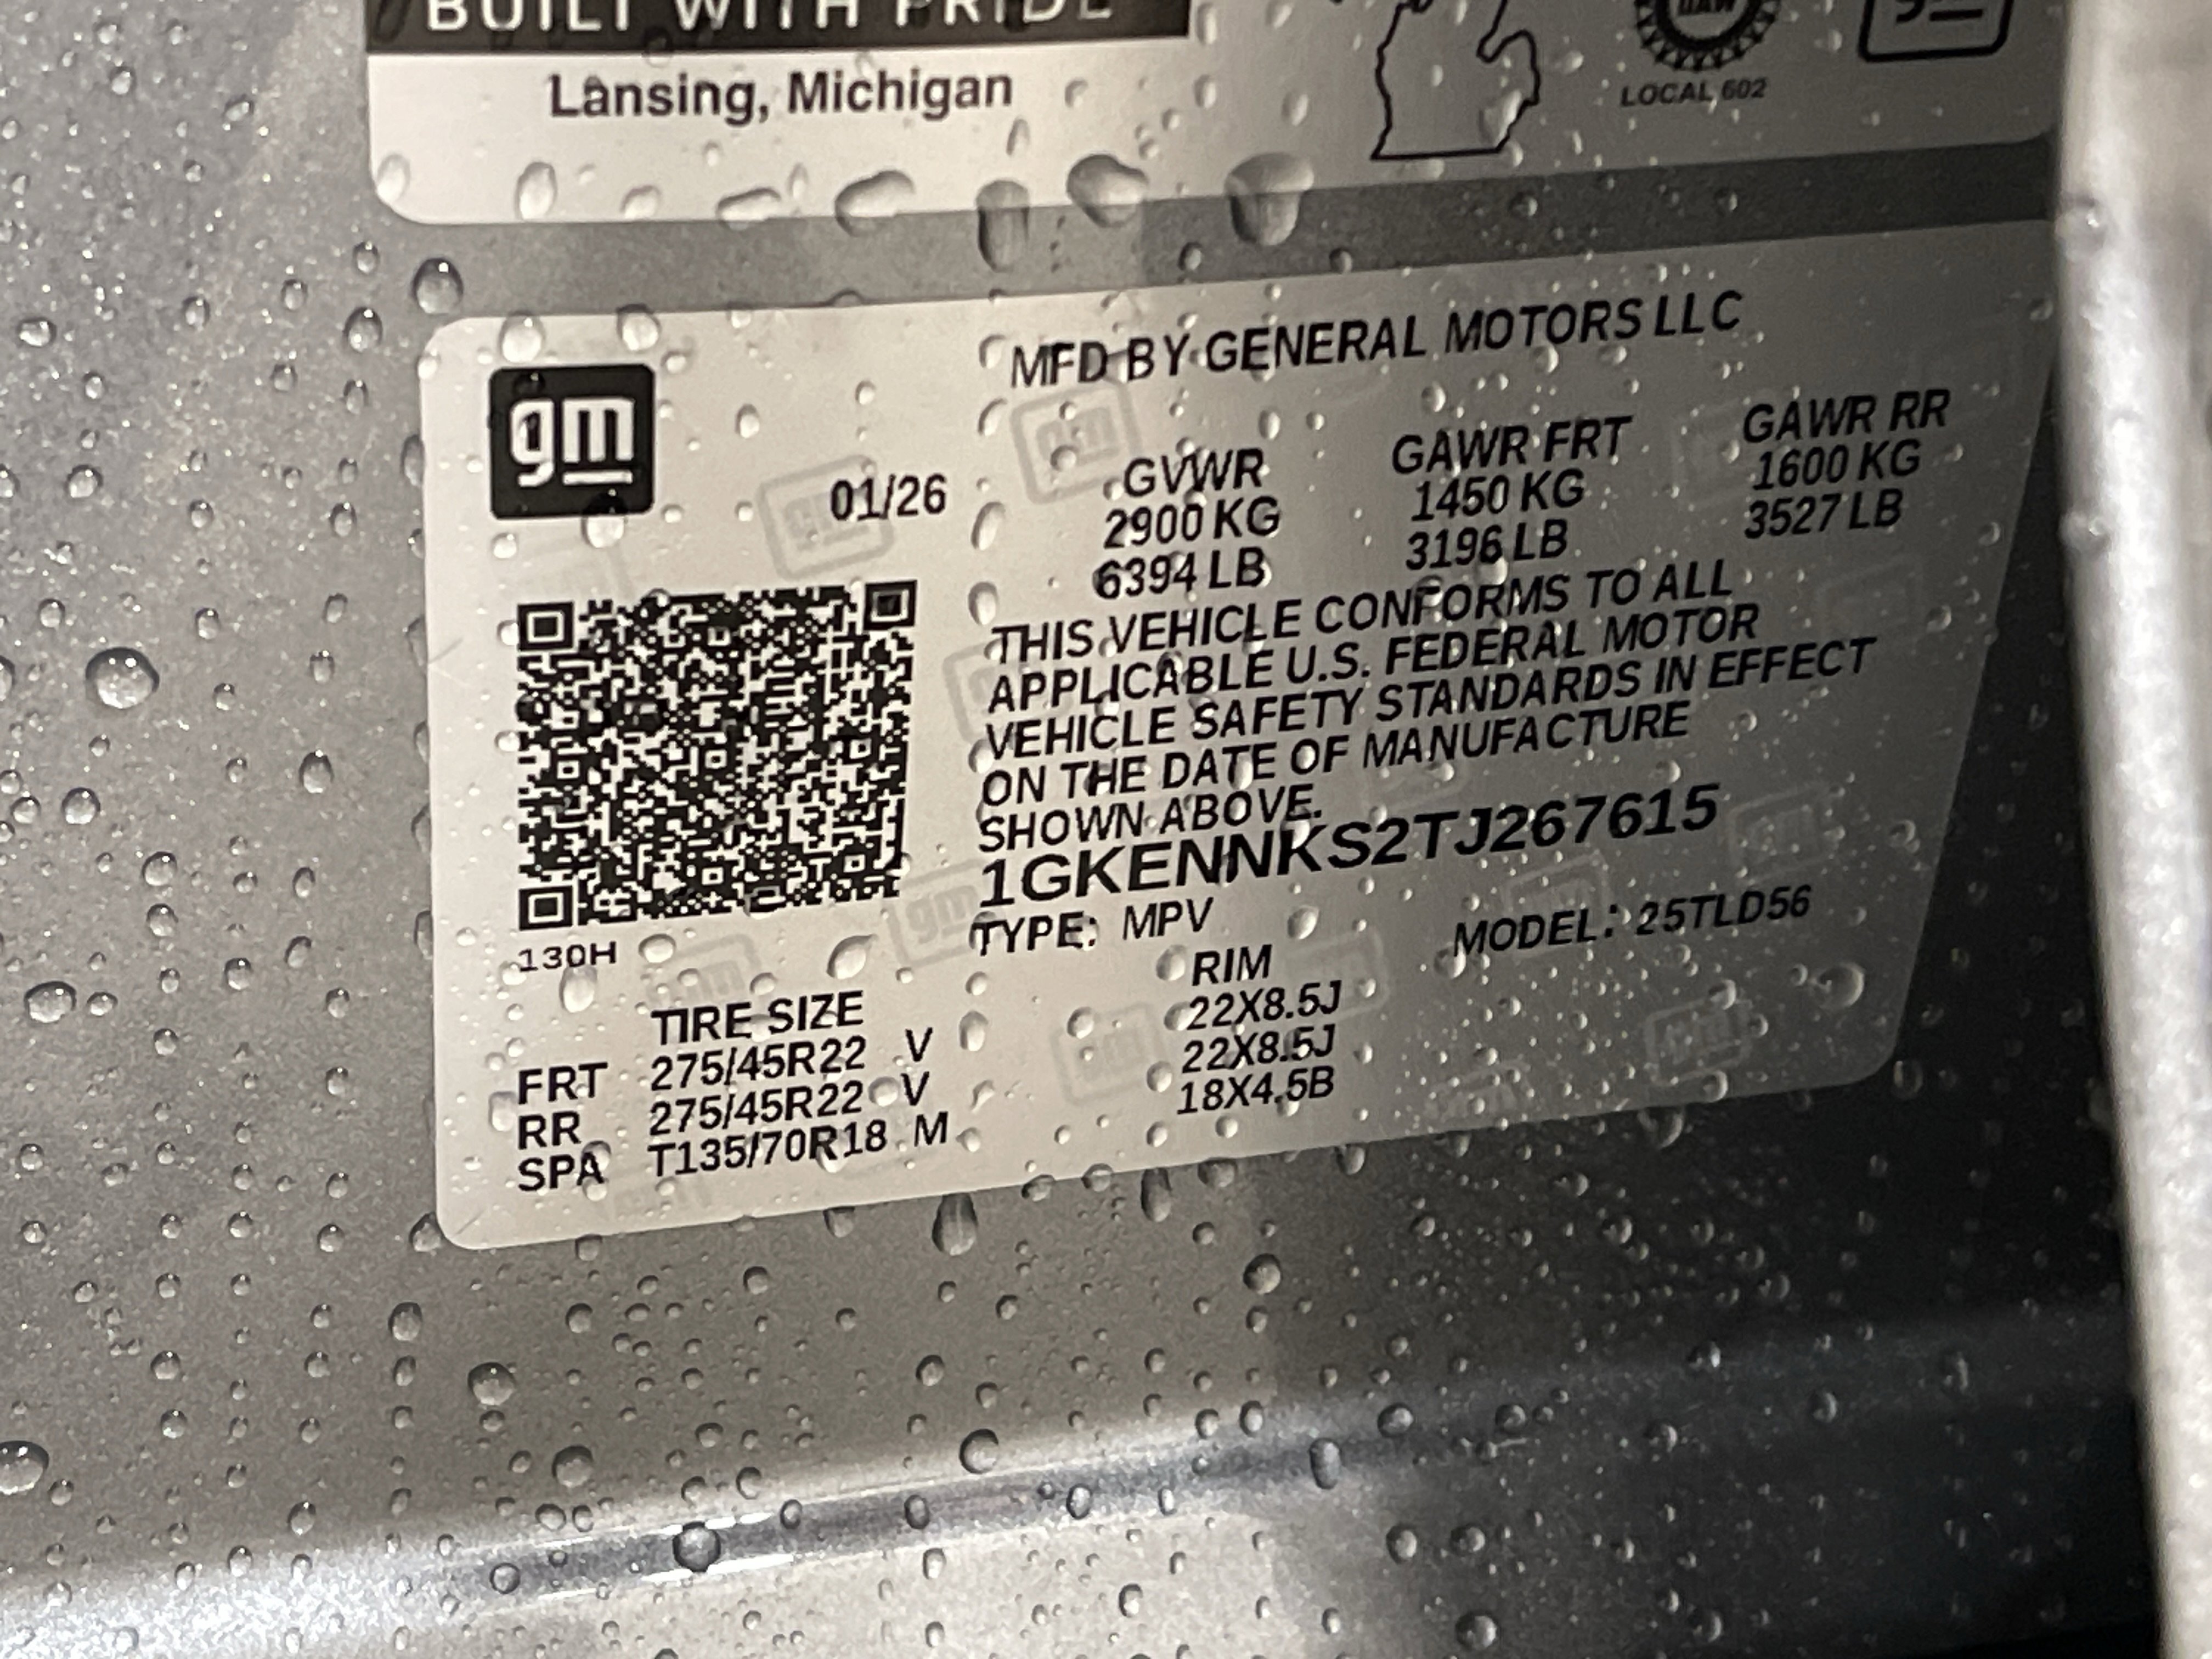 BUILT WITH PRIDE
Lansing, Michigan
UAW
LOCAL 602
gm
MFD BY GENERAL MOTORS LLC
01/26
GVWR GAWR FRT GAWR RR
2900 KG 1450 KG 1600 KG
6394 LB 3196 LB 3527 LB
THIS VEHICLE CONFORMS TO ALL
APPLICABLE U.S. FEDERAL MOTOR
VEHICLE SAFETY STANDARDS IN EFFECT
ON THE DATE OF MANUFACTURE
SHOWN ABOVE.
1GKENNKS2TJ267615
TYPE: MPV MODEL: 25TLD56
130H
TIRE SIZE RIM
FRT 275/45R22 V 22X8.5J
RR 275/45R22 V 22X8.5J
SPA T135/70R18 M 18X4.5B